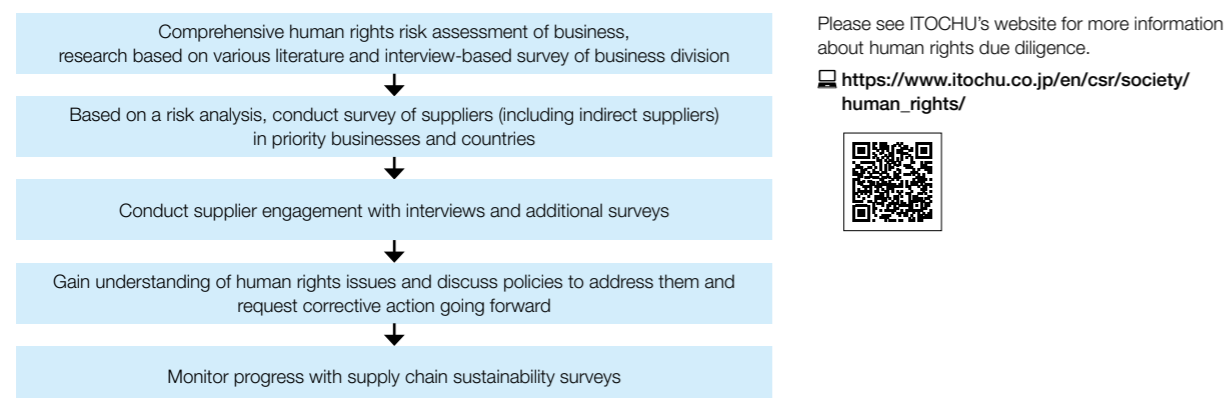 Comprehensive human rights risk assessment of business,
research based on various literature and interview-based survey of business division
Based on a risk analysis, conduct survey of suppliers (including indirect suppliers)
in priority businesses and countries
Conduct supplier engagement with interviews and additional surveys
Gain understanding of human rights issues and discuss policies to address them and
request corrective action going forward
Monitor progress with supply chain sustainability surveys
Please see ITOCHU's website for more information
about human rights due diligence.
https://www.itochu.co.jp/en/csr/society/
human_rights/